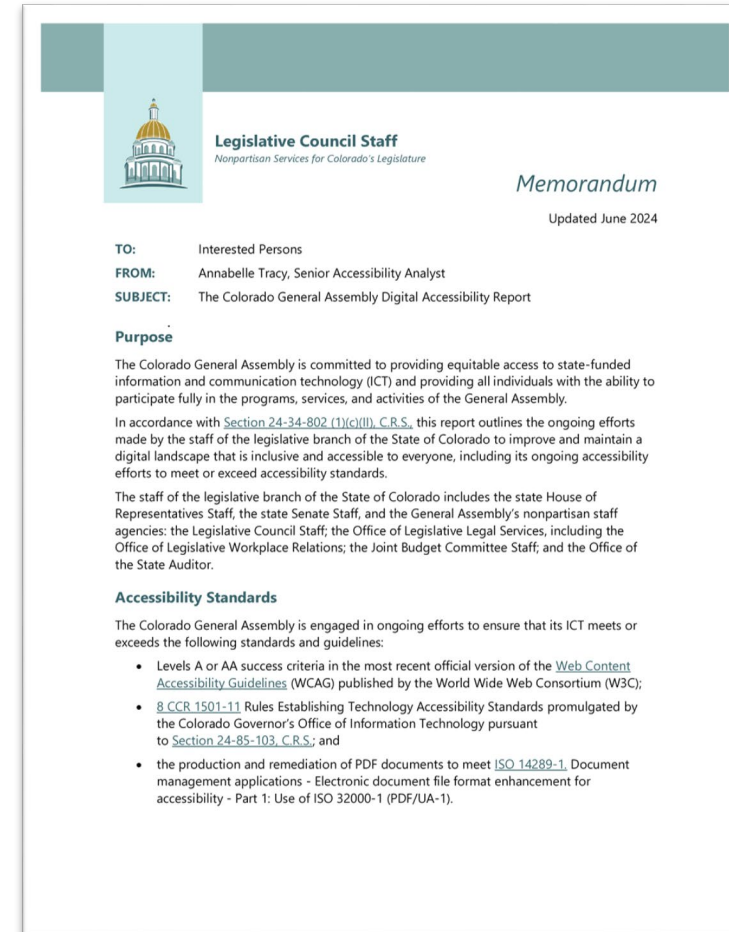 Legislative Council Staff
Nonpartisan Services for Colorado's Legislature
Memorandum
Updated June 2024
TO: Interested Persons
FROM: Annabelle Tracy, Senior Accessibility Analyst
SUBJECT: The Colorado General Assembly Digital Accessibility Report
Purpose
The Colorado General Assembly is committed to providing equitable access to state-funded
information and communication technology (ICT) and providing all individuals with the ability to
participate fully in the programs, services, and activities of the General Assembly.
In accordance with Section 24-34-802 (1)(c)(II), C.R.S., this report outlines the ongoing efforts
made by the staff of the legislative branch of the State of Colorado to improve and maintain a
digital landscape that is inclusive and accessible to everyone, including its ongoing accessibility
efforts to meet or exceed accessibility standards.
The staff of the legislative branch of the State of Colorado includes the state House of
Representatives Staff, the state Senate Staff, and the General Assembly's nonpartisan staff
agencies: the Legislative Council Staff; the Office of Legislative Legal Services, including the
Office of Legislative Workplace Relations; the Joint Budget Committee Staff; and the Office of
the State Auditor.
Accessibility Standards
The Colorado General Assembly is engaged in ongoing efforts to ensure that its ICT meets or
exceeds the following standards and guidelines:
• Levels A or AA success criteria in the most recent official version of the Web Content
Accessibility Guidelines (WCAG) published by the World Wide Web Consortium (W3C);
• 8 CCR 1501-11 Rules Establishing Technology Accessibility Standards promulgated by
the Colorado Governor's Office of Information Technology pursuant
to Section 24-85-103, C.R.S.; and
• the production and remediation of PDF documents to meet ISO 14289-1, Document
management applications - Electronic document file format enhancement for
accessibility - Part 1: Use of ISO 32000-1 (PDF/UA-1).